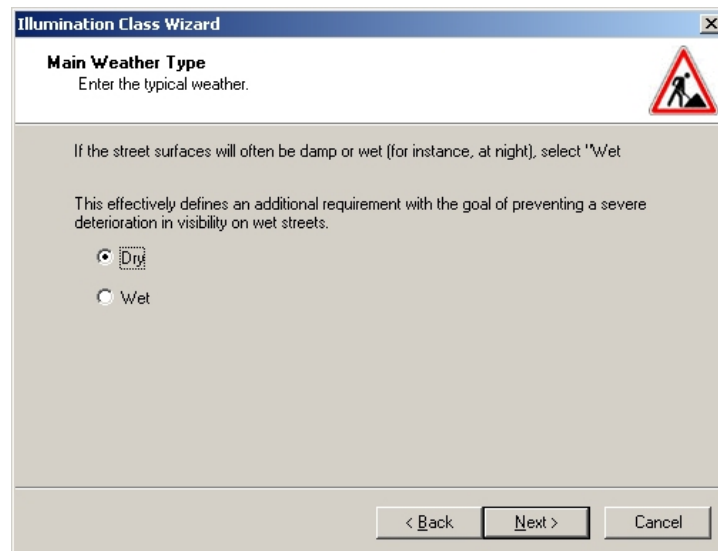 Illumination Class Wizard
Main Weather Type
Enter the typical weather.
If the street surfaces will often be damp or wet (for instance, at night), select "Wet
This effectively defines an additional requirement with the goal of preventing a severe
deterioration in visibility on wet streets.
Dry
Wet
< Back
Next >
Cancel